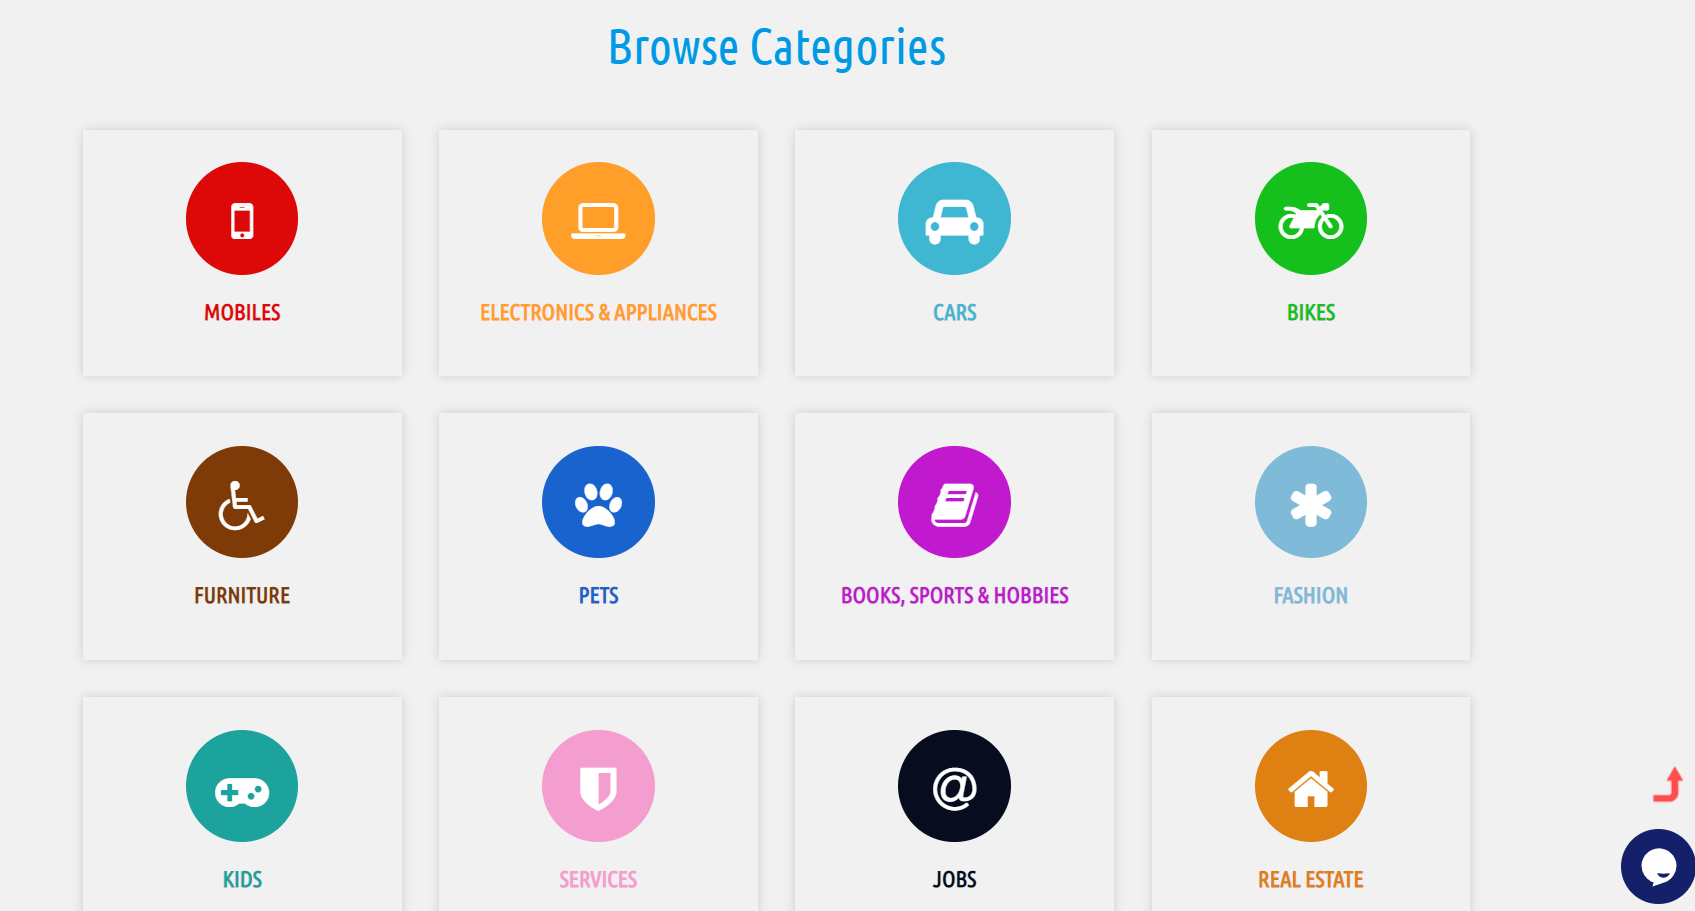 Browse Categories
MOBILES
ELECTRONICS & APPLIANCES
CARS
BIKES
FURNITURE
PETS
BOOKS, SPORTS & HOBBIES
FASHION
KIDS
SERVICES
@
JOBS
REAL ESTATE